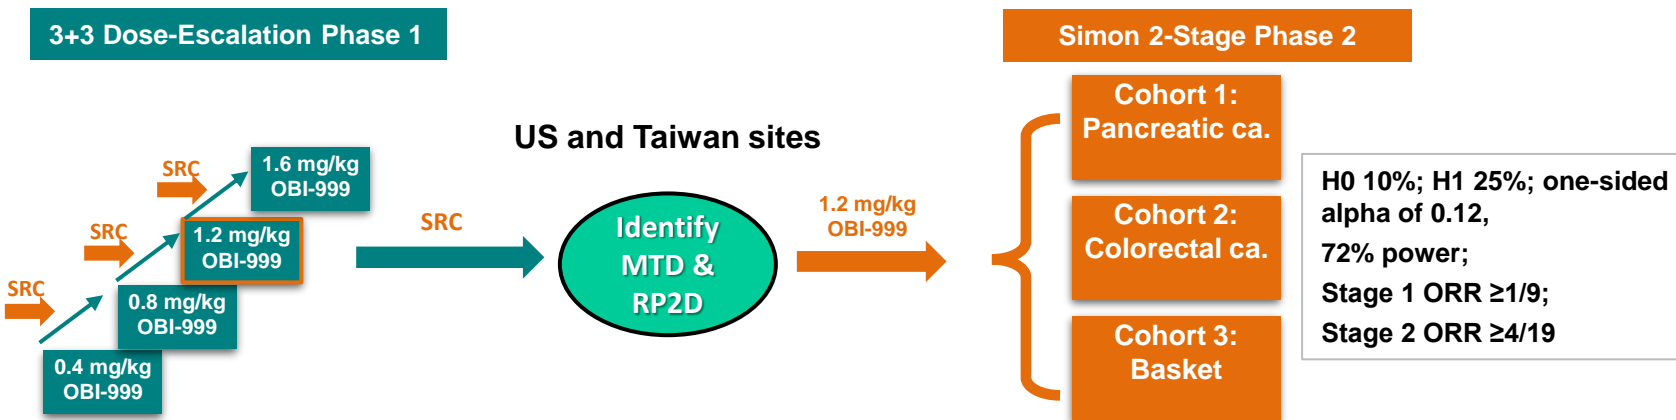 3+3 Dose-Escalation Phase 1
Simon 2-Stage Phase 2
US and Taiwan sites
SRC
1.6 mg/kg
OBI-999
SRC
1.2 mg/kg
OBI-999
SRC
0.8 mg/kg
OBI-999
0.4 mg/kg
OBI-999
SRC
Identify
MTD &
RP2D
1.2 mg/kg
OBI-999
Cohort 1:
Pancreatic ca.
Cohort 2:
Colorectal ca.
Cohort 3:
Basket
H0 10%; H1 25%; one-sided
alpha of 0.12,
72% power;
Stage 1 ORR ≥1/9;
Stage 2 ORR ≥4/19